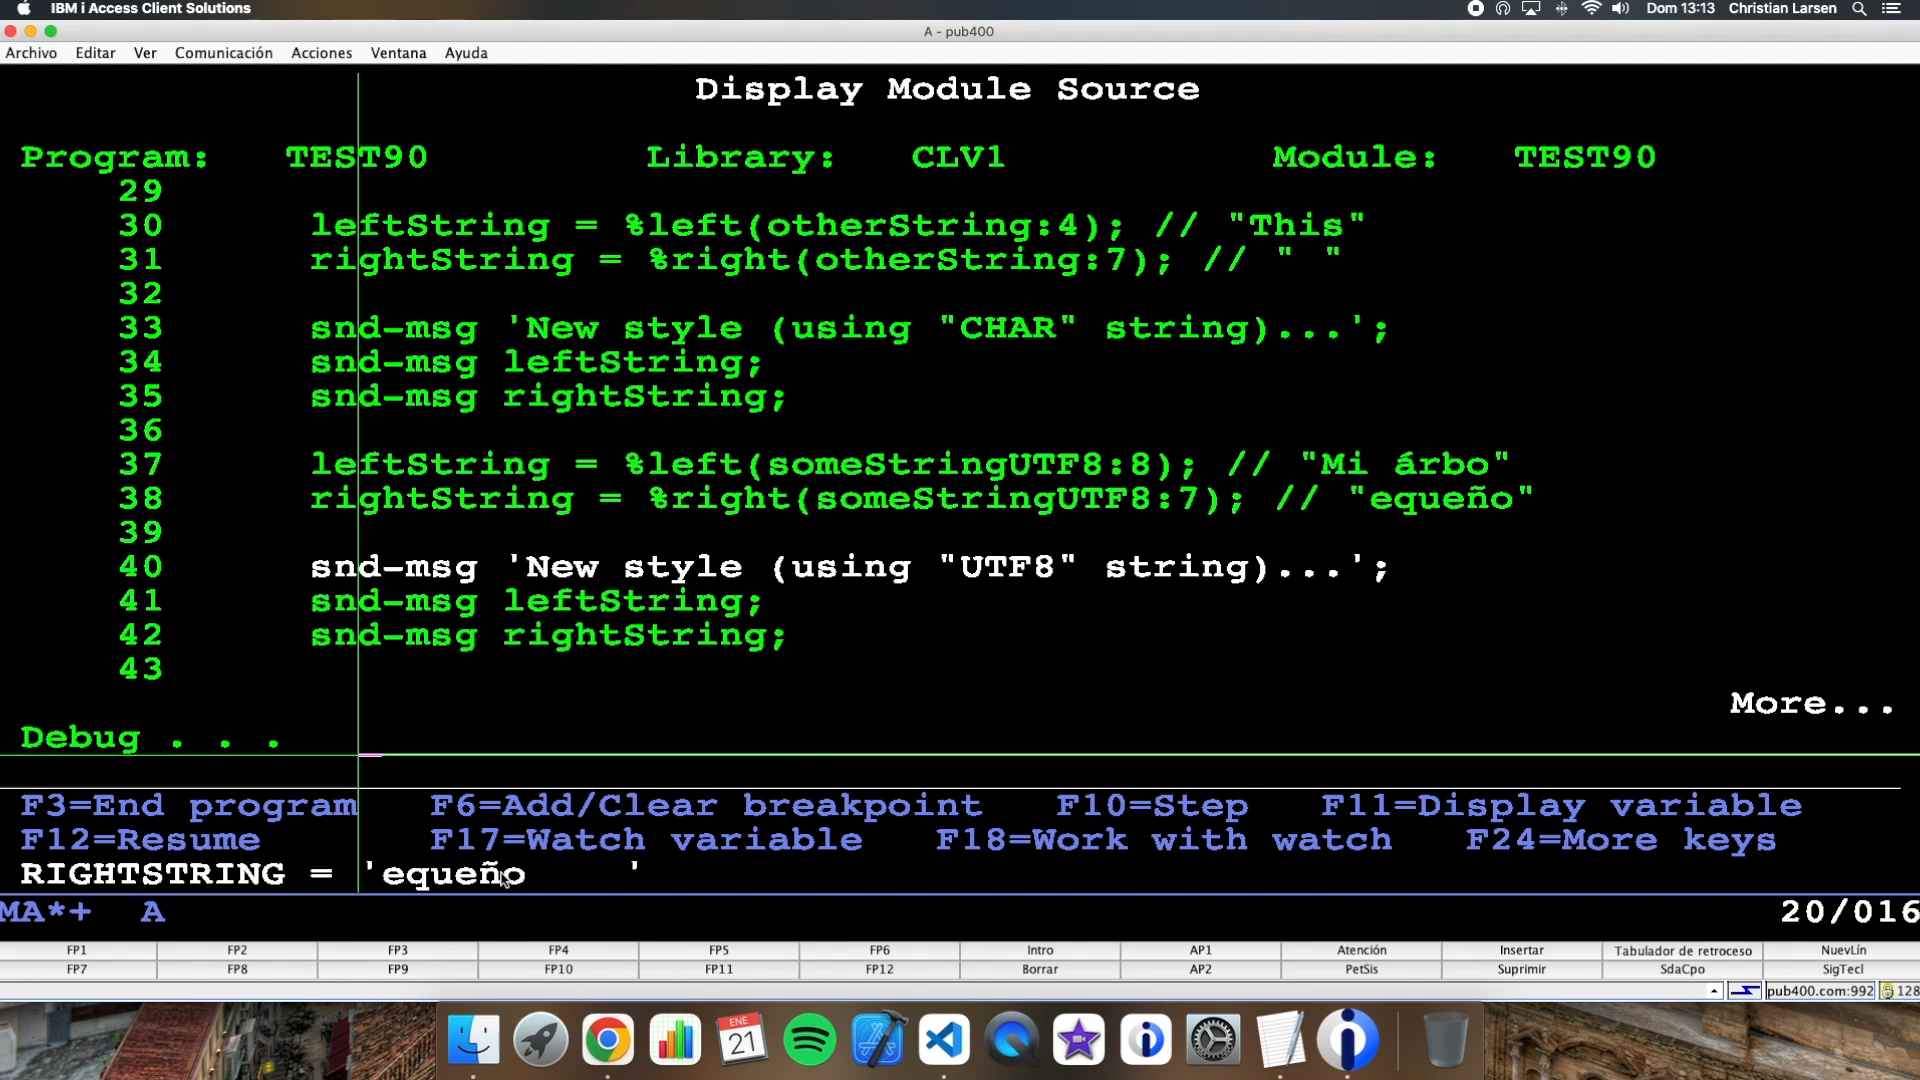 IBM i Access Client Solutions
Dom 13:13 Christian Larsen
A - pub400
Archivo Editar Ver Comunicación Acciones Ventana Ayuda
Display Module Source
Program: TEST90 Library: CLV1 Module: TEST90
29
30 leftString = %left(otherString:4); // "This"
31 rightString = %right(otherString:7); // " "
32
33 snd-msg 'New style (using "CHAR" string)...';
34 snd-msg leftString;
35 snd-msg rightString;
36
37 leftString = %left(someStringUTF8:8); // "Mi árbo"
38 rightString = %right(someStringUTF8:7); // "equeño"
39
40 snd-msg 'New style (using "UTF8" string)...';
41 snd-msg leftString;
42 snd-msg rightString;
43
More...
Debug . . .
F3=End program F6=Add/Clear breakpoint F10=Step F11=Display variable
F12=Resume F17=Watch variable F18=Work with watch F24=More keys
RIGHTSTRING = 'equeño '
MA*+ A 20/016
FP1 FP2 FP3 FP4 FP5 FP6 Intro AP1 Atención Insertar Tabulador de retroceso NuevLín
FP7 FP8 FP9 FP10 FP11 FP12 Borrar AP2 PetSis Suprimir SdaCpo SigTecl
pub400.com:992 128
ENE
21